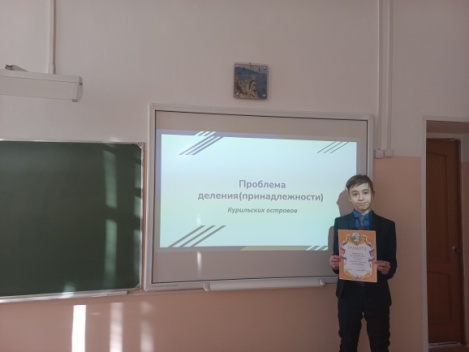 Проблема
деления(принадлежности)
Курильских островов